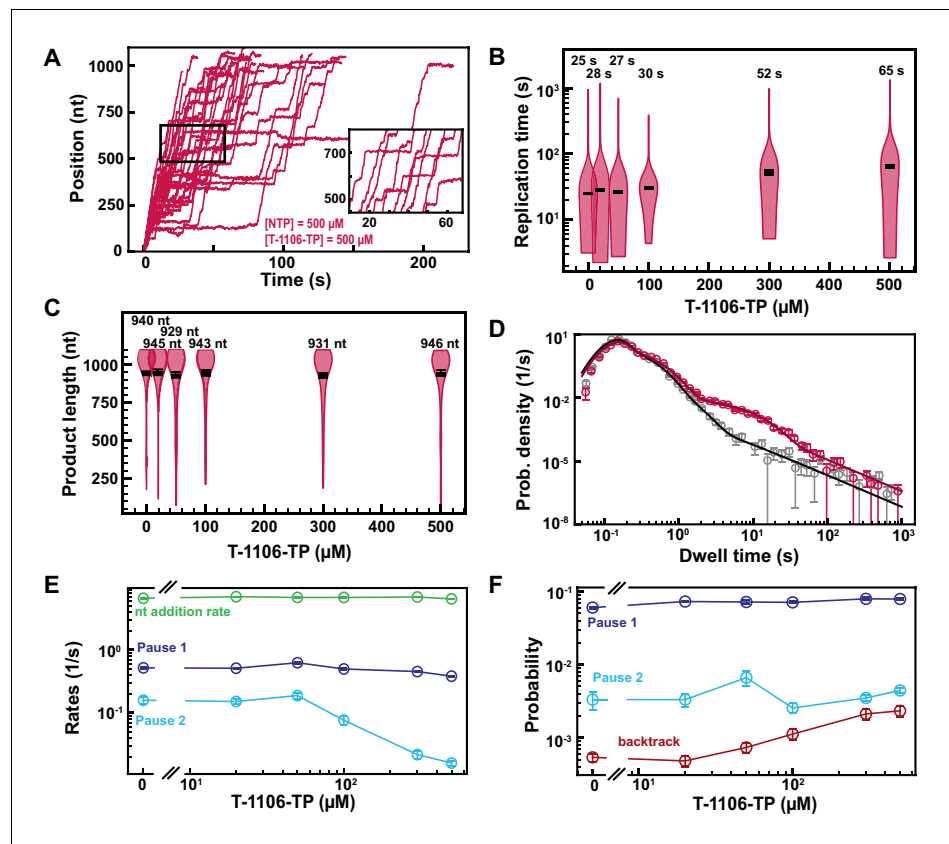 A
Position (nt)
1000
750
500
250
0
0
100
200
Time (s)
700
500
20
40
60
[NTP] = 500 µM
[T-1106-TP] = 500 µM
B
Replication time (s)
10³
10²
10¹
25 s
28 s
27 s
30 s
52 s
65 s
0
100
200
300
400
500
T-1106-TP (µM)
C
Product length (nt)
1000
750
500
250
940 nt
945 nt
929 nt
943 nt
931 nt
946 nt
0
100
200
300
400
500
T-1106-TP (µM)
D
Prob. density (1/s)
10¹
10⁻²
10⁻⁵
10⁻⁸
10⁻¹
10⁰
10¹
10²
10³
Dwell time (s)
E
Rates (1/s)
10⁰
10⁻¹
nt addition rate
Pause 1
Pause 2
0
10¹
10²
T-1106-TP (µM)
F
Probability
10⁻¹
10⁻²
10⁻³
Pause 1
Pause 2
backtrack
0
10¹
10²
T-1106-TP (µM)